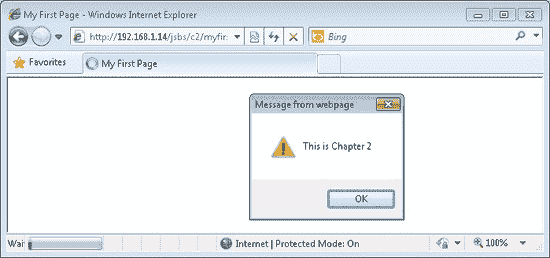 My First Page - Windows Internet Explorer
http://192.168.1.14/jsbs/c2/myfir
Bing
Favorites
My First Page
Message from webpage
This is Chapter 2
OK
Wai
Internet | Protected Mode: On
100%